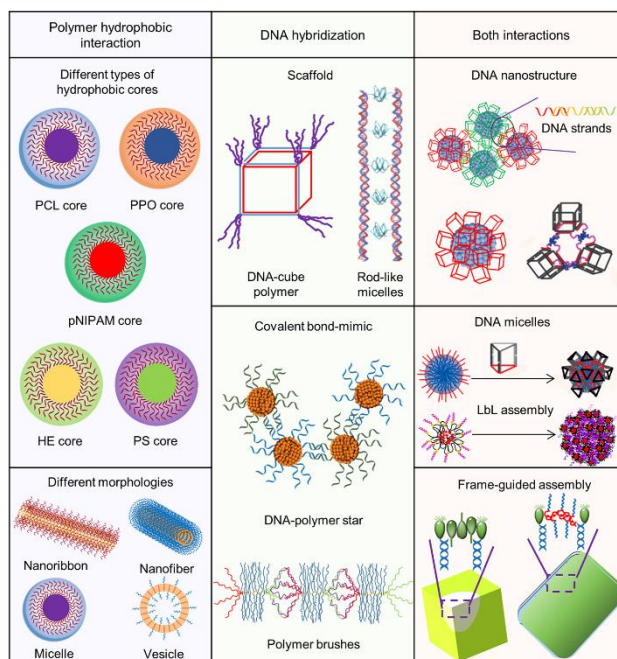 Polymer hydrophobic
interaction
Different types of
hydrophobic cores
PCL core
PPO core
pNIPAM core
HE core
PS core
Different morphologies
Nanoribbon
Nanofiber
Micelle
Vesicle
DNA hybridization
Scaffold
DNA-cube
polymer
Rod-like
micelles
Covalent bond-mimic
DNA-polymer star
Polymer brushes
Both interactions
DNA nanostructure
DNA strands
DNA micelles
LbL assembly
Frame-guided assembly